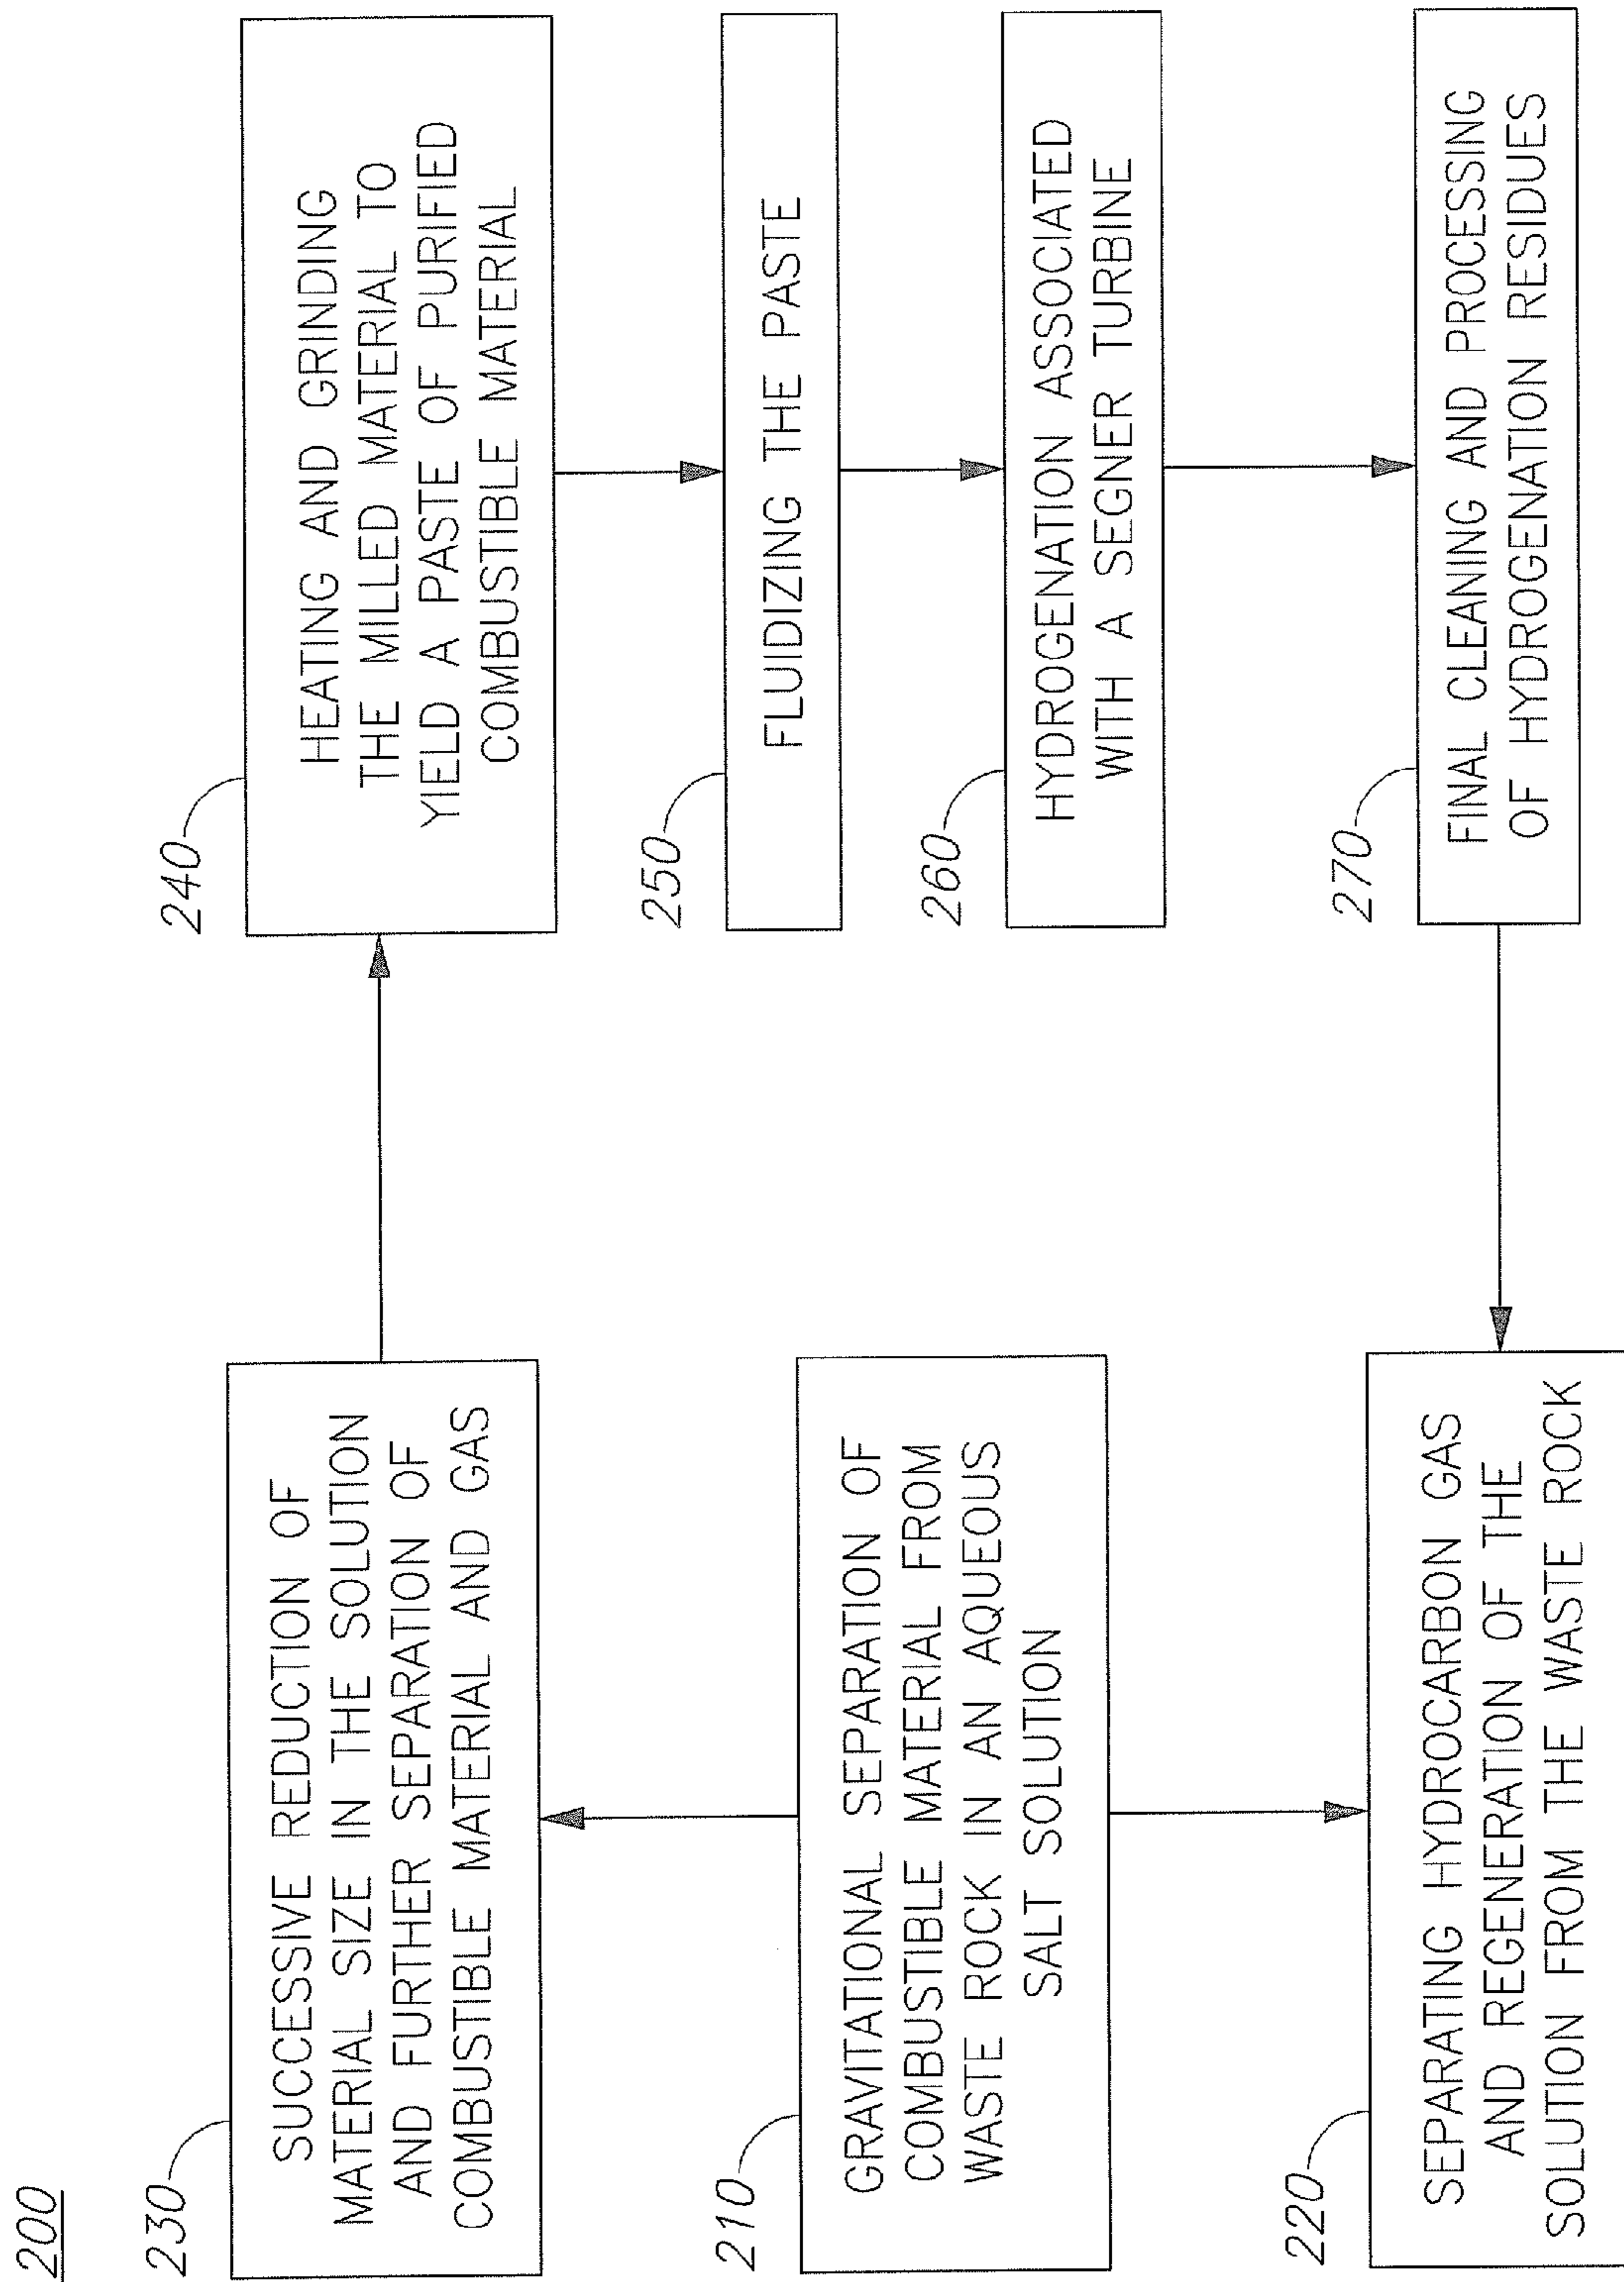 200
230
SUCCESSIVE REDUCTION OF
MATERIAL SIZE IN THE SOLUTION
AND FURTHER SEPARATION OF
COMBUSTIBLE MATERIAL AND GAS
210
GRAVITATIONAL SEPARATION OF
COMBUSTIBLE MATERIAL FROM
WASTE ROCK IN AN AQUEOUS
SALT SOLUTION
220
SEPARATING HYDROCARBON GAS
AND REGENERATION OF THE
SOLUTION FROM THE WASTE ROCK
240
HEATING AND GRINDING
THE MILLED MATERIAL TO
YIELD A PASTE OF PURIFIED
COMBUSTIBLE MATERIAL
250
FLUIDIZING THE PASTE
260
HYDROGENATION ASSOCIATED
WITH A SEGNER TURBINE
270
FINAL CLEANING AND PROCESSING
OF HYDROGENATION RESIDUES